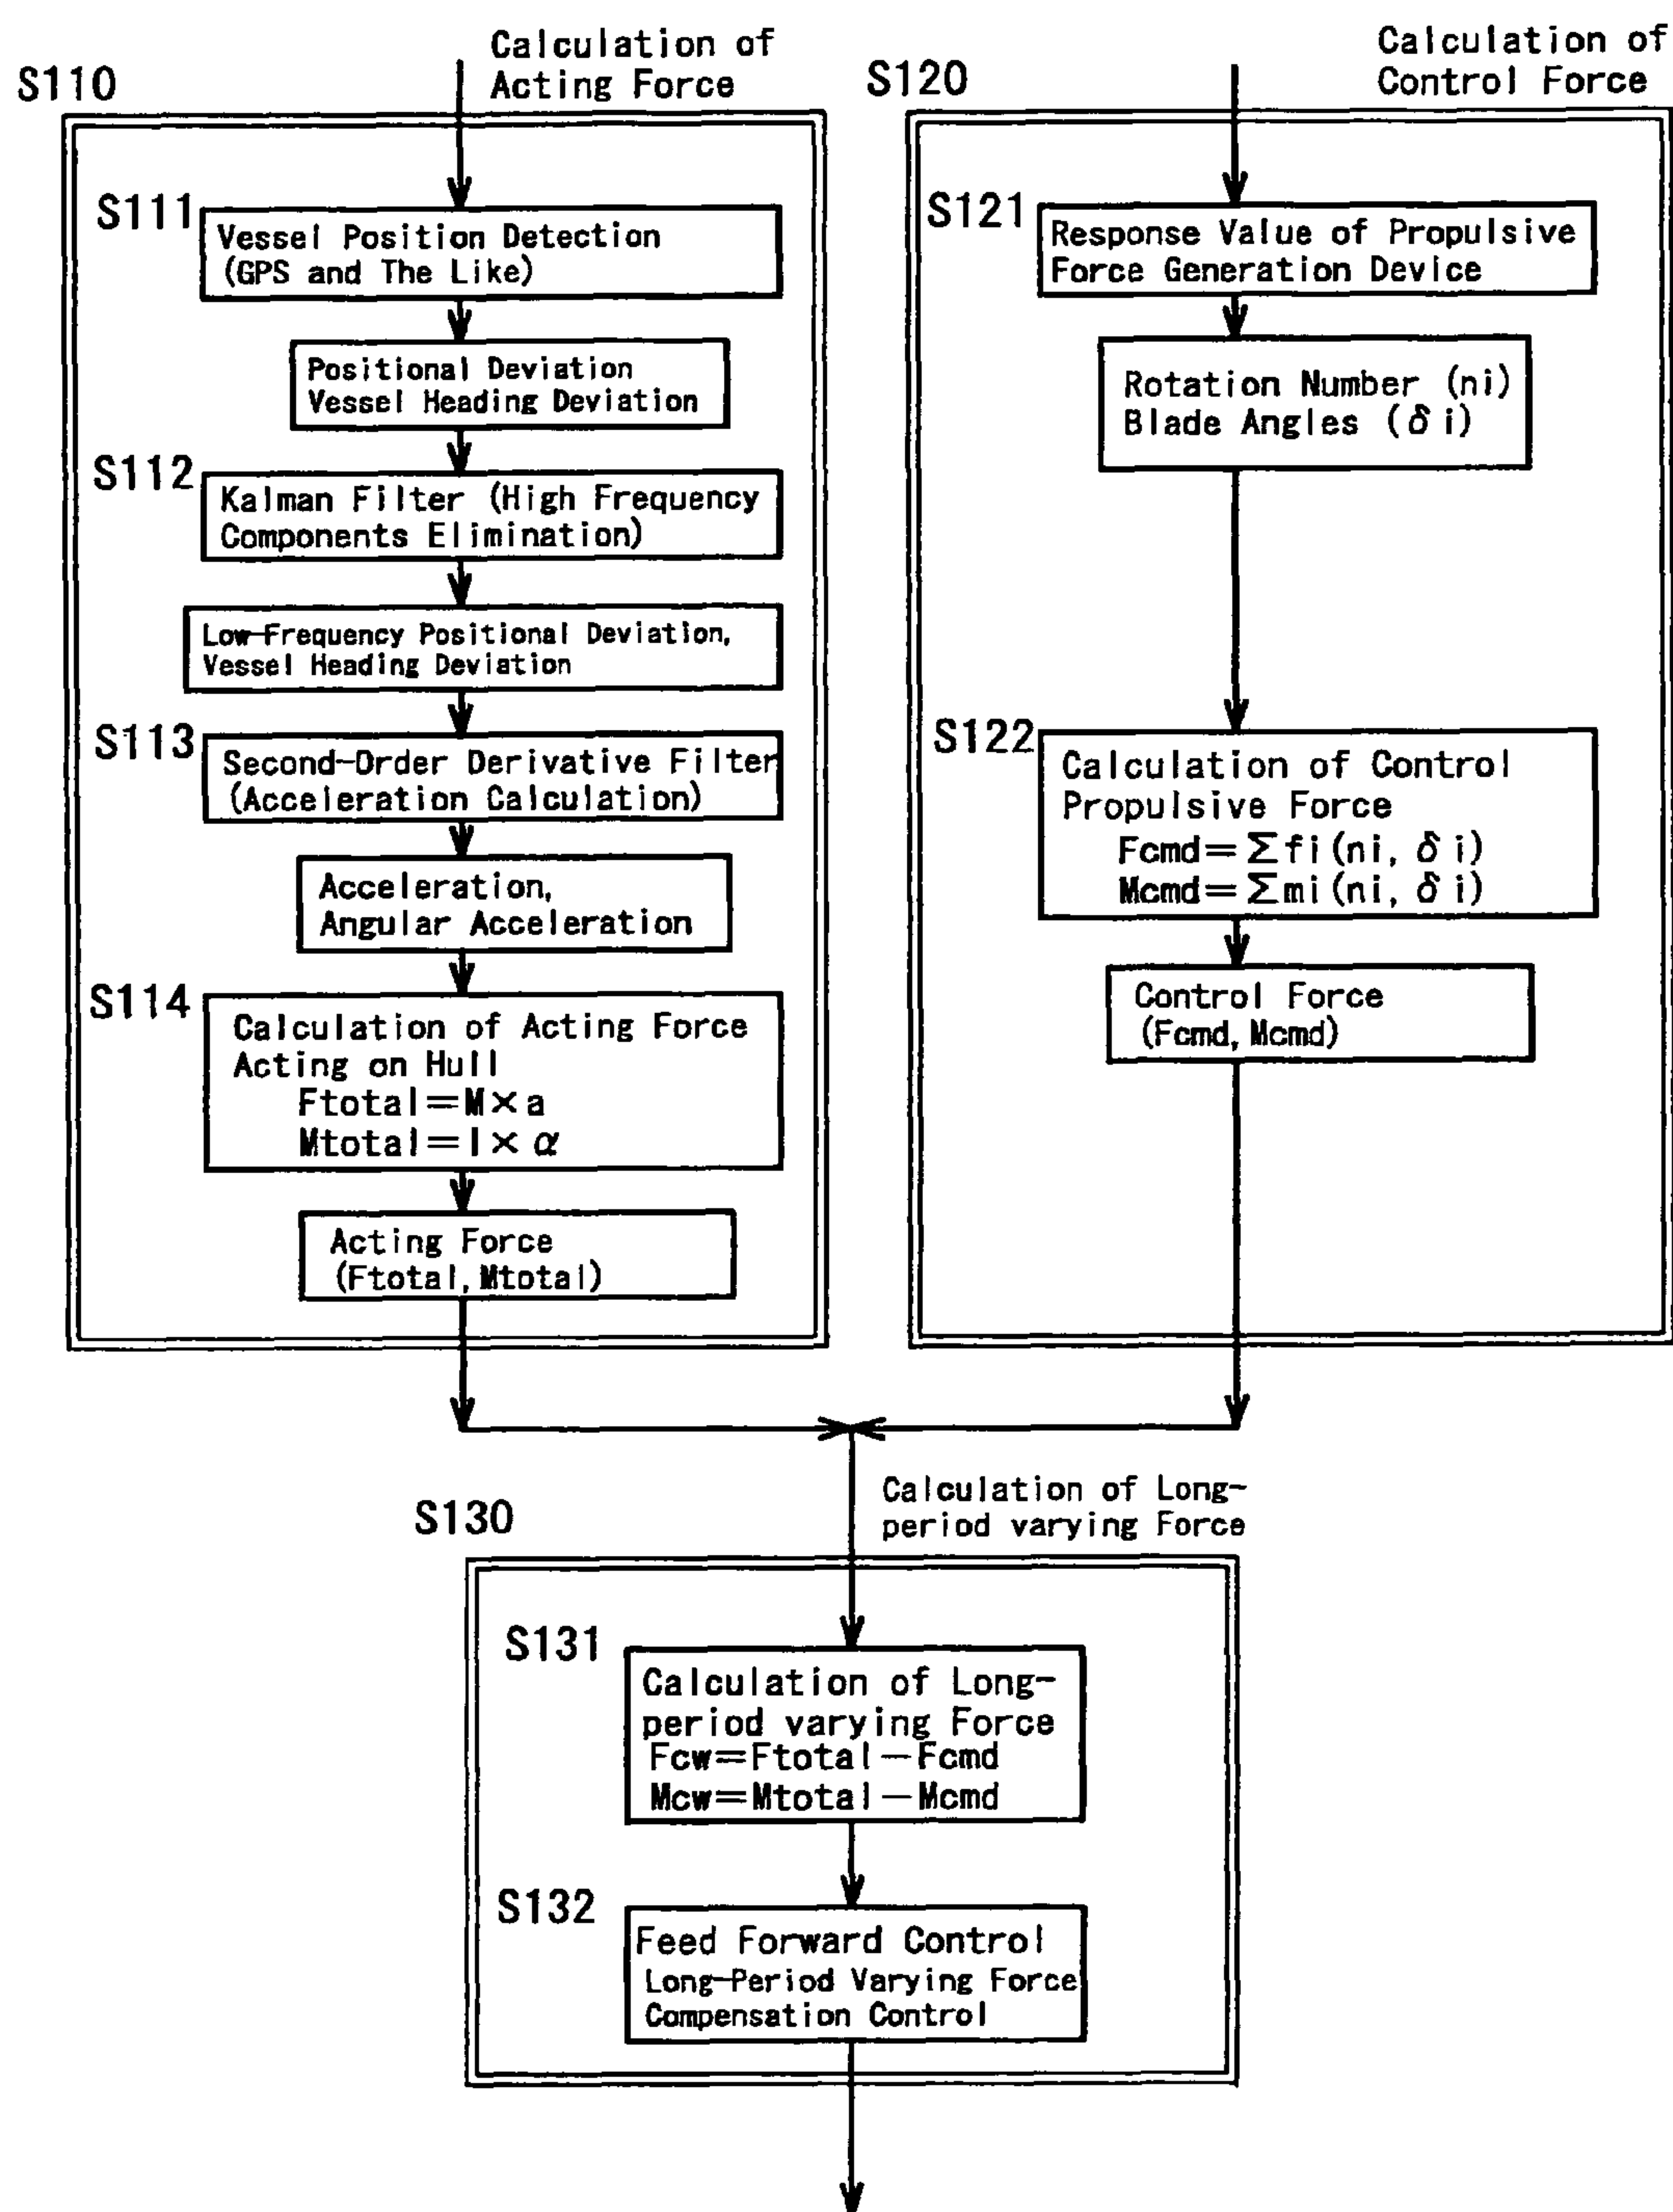 Calculation of
Acting Force
S110
S111
Vessel Position Detection
(GPS and The Like)
Positional Deviation
Vessel Heading Deviation
S112
Kalman Filter (High Frequency
Components Elimination)
Low-Frequency Positional Deviation,
Vessel Heading Deviation
S113
Second-Order Derivative Filter
(Acceleration Calculation)
Acceleration,
Angular Acceleration
S114
Calculation of Acting Force
Acting on Hull
Ftotal=M×a
Mtotal=I×α
Acting Force
(Ftotal, Mtotal)
Calculation of
Control Force
S120
S121
Response Value of Propulsive
Force Generation Device
Rotation Number (ni)
Blade Angles (δi)
S122
Calculation of Control
Propulsive Force
Fcmd=Σfi(ni, δi)
Mcmd=Σmi(ni, δi)
Control Force
(Fcmd, Mcmd)
Calculation of Long-
period varying Force
S130
S131
Calculation of Long-
period varying Force
Fcw=Ftotal−Fcmd
Mcw=Mtotal−Mcmd
S132
Feed Forward Control
Long-Period Varying Force
Compensation Control